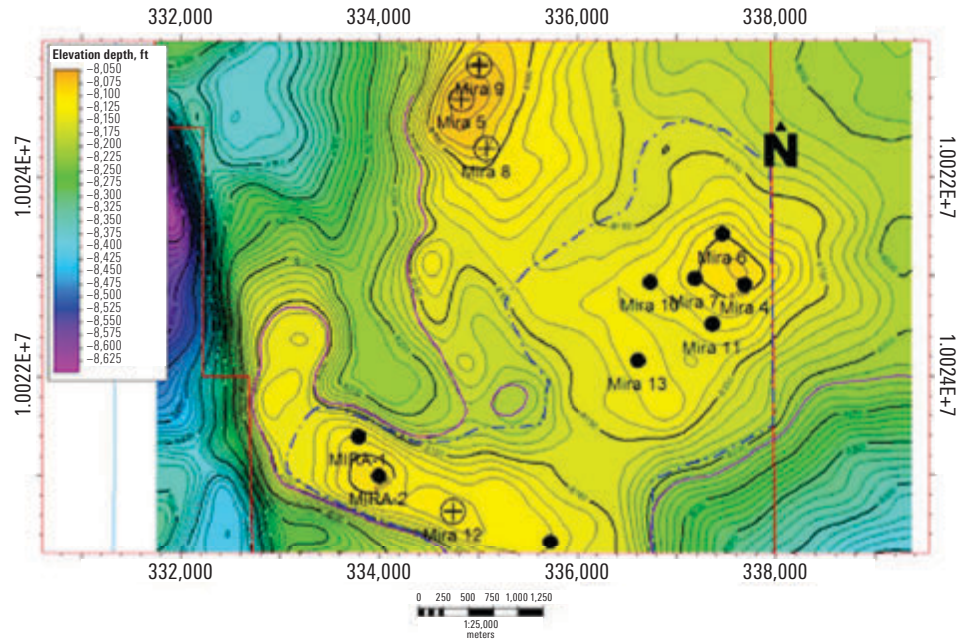 332,000 334,000 336,000 338,000
Elevation depth, ft
–8,050
–8,075
–8,100
–8,125
–8,150
–8,175
–8,200
–8,225
–8,250
–8,275
–8,300
–8,325
–8,350
–8,375
–8,400
–8,425
–8,450
–8,475
–8,500
–8,525
–8,550
–8,575
–8,600
–8,625
1.0024E+7
1.0022E+7
Mira 9
Mira 5
Mira 8
N
Mira 6
Mira 10
Mira 7
Mira 4
Mira 11
Mira 13
MIRA-1
MIRA-2
Mira 12
1.0022E+7
1.0024E+7
332,000 334,000 336,000 338,000
0 250 500 750 1,000 1,250
1:25,000
meters